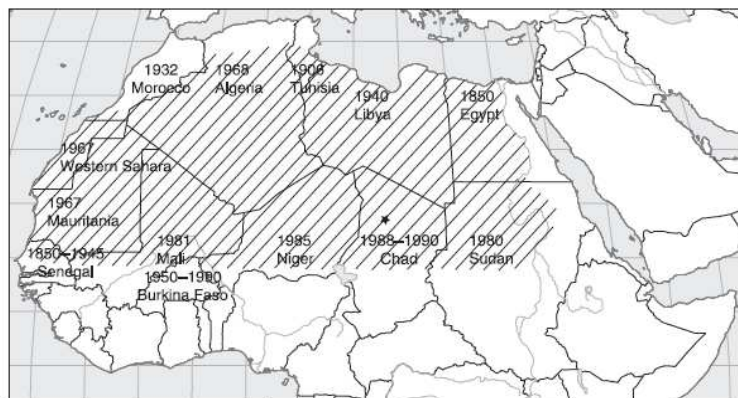 1932
Morocco
1968
Algeria
1906
Tunisia
1940
Libya
1850
Egypt
1967
Western Sahara
1967
Mauritania
1850–1945
Senegal
1981
Mali
1950–1990
Burkina Faso
1985
Niger
1988–1990
Chad
1980
Sudan